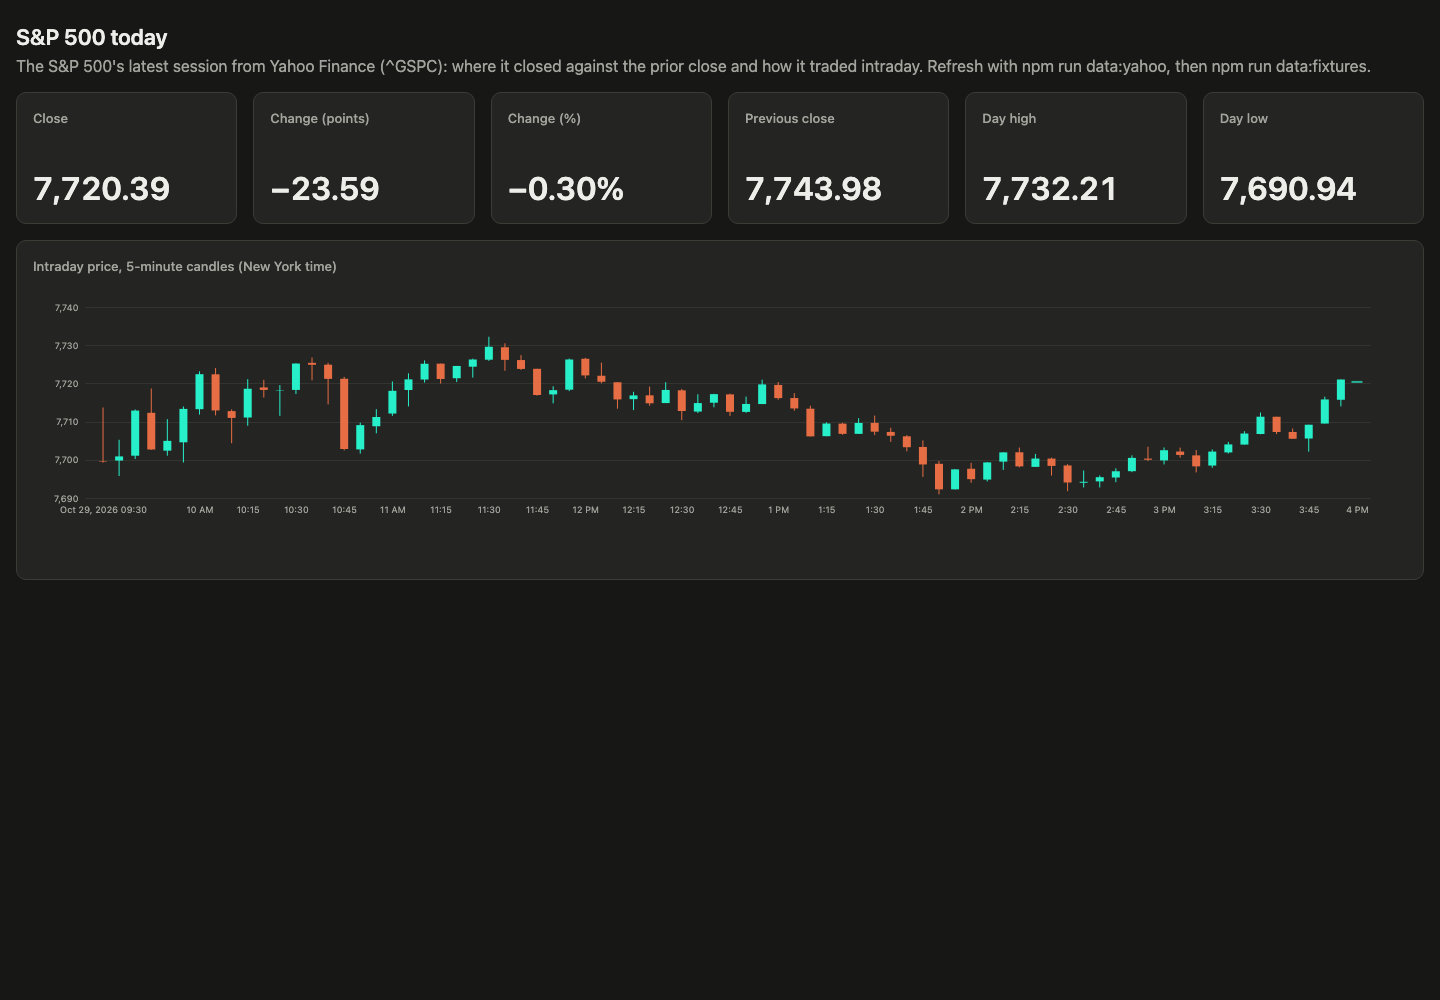 S&P 500 today
The S&P 500's latest session from Yahoo Finance (^GSPC): where it closed against the prior close and how it traded intraday. Refresh with npm run data:yahoo, then npm run data:fixtures.
Close
Change (points)
Change (%)
Previous close
Day high
Day low
7,720.39
−23.59
−0.30%
7,743.98
7,732.21
7,690.94
Intraday price, 5-minute candles (New York time)
7,740
7,730
7,720
7,710
7,700
7,690
Oct 29, 2026 09:30 10 AM 10:15 10:30 10:45 11 AM 11:15 11:30 11:45 12 PM 12:15 12:30 12:45 1 PM 1:15 1:30 1:45 2 PM 2:15 2:30 2:45 3 PM 3:15 3:30 3:45 4 PM